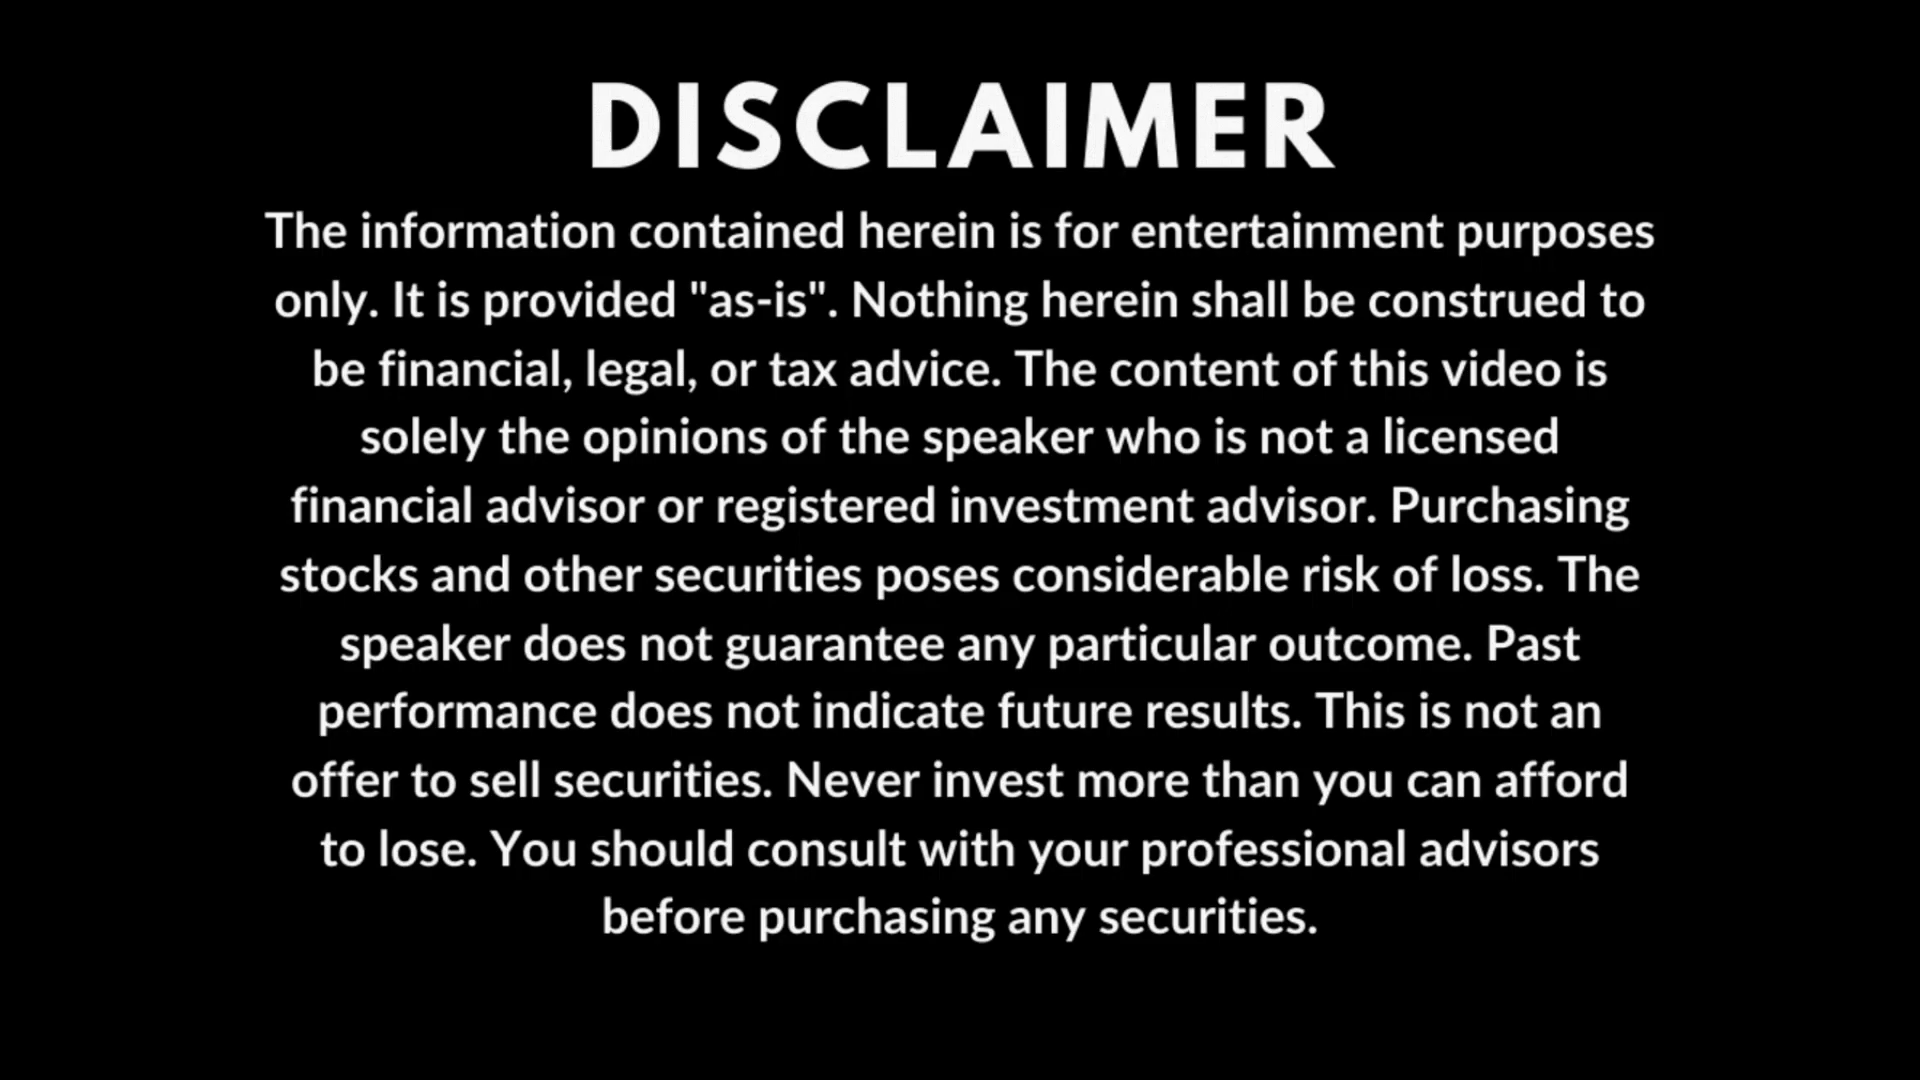 DISCLAIMER
The information contained herein is for entertainment purposes
only. It is provided "as-is". Nothing herein shall be construed to
be financial, legal, or tax advice. The content of this video is
solely the opinions of the speaker who is not a licensed
financial advisor or registered investment advisor. Purchasing
stocks and other securities poses considerable risk of loss. The
speaker does not guarantee any particular outcome. Past
performance does not indicate future results. This is not an
offer to sell securities. Never invest more than you can afford
to lose. You should consult with your professional advisors
before purchasing any securities.